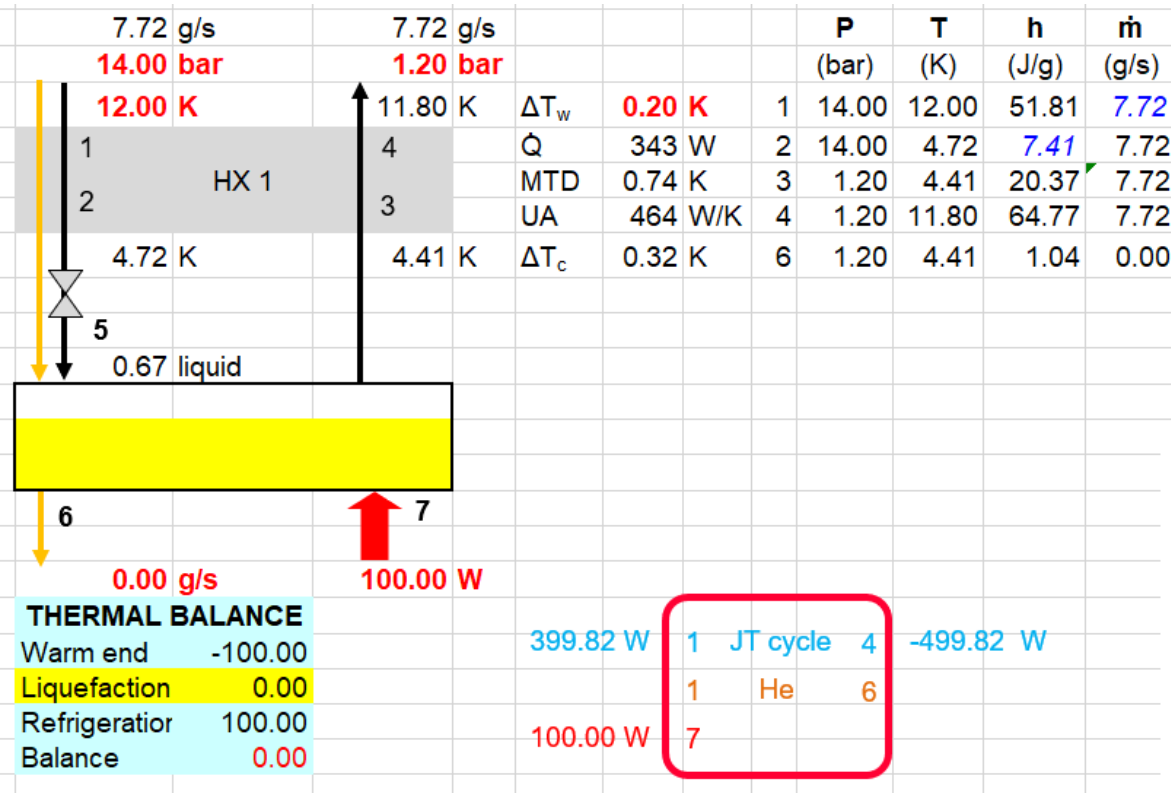 7.72 g/s 7.72 g/s P T h ṁ
14.00 bar 1.20 bar (bar) (K) (J/g) (g/s)
12.00 K 11.80 K ΔTw 0.20 K 1 14.00 12.00 51.81 7.72
1 4 Q̇ 343 W 2 14.00 4.72 7.41 7.72
HX 1 MTD 0.74 K 3 1.20 4.41 20.37 7.72
2 3 UA 464 W/K 4 1.20 11.80 64.77 7.72
4.72 K 4.41 K ΔTc 0.32 K 6 1.20 4.41 1.04 0.00
5
0.67 liquid
6 7
0.00 g/s 100.00 W
THERMAL BALANCE
399.82 W 1 JT cycle 4 -499.82 W
Warm end -100.00
Liquefaction 0.00 1 He 6
Refrigeration 100.00
100.00 W 7
Balance 0.00